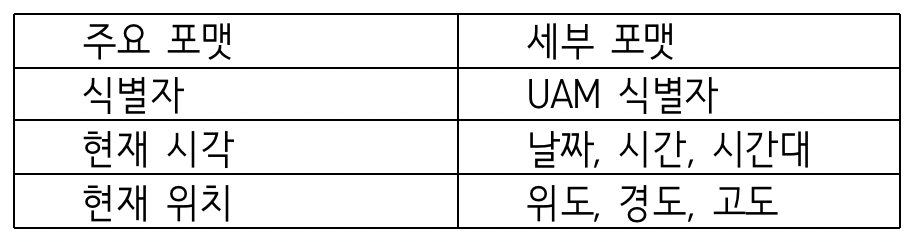 주요 포맷 세부 포맷
식별자 UAM 식별자
현재 시각 날짜, 시간, 시간대
현재 위치 위도, 경도, 고도